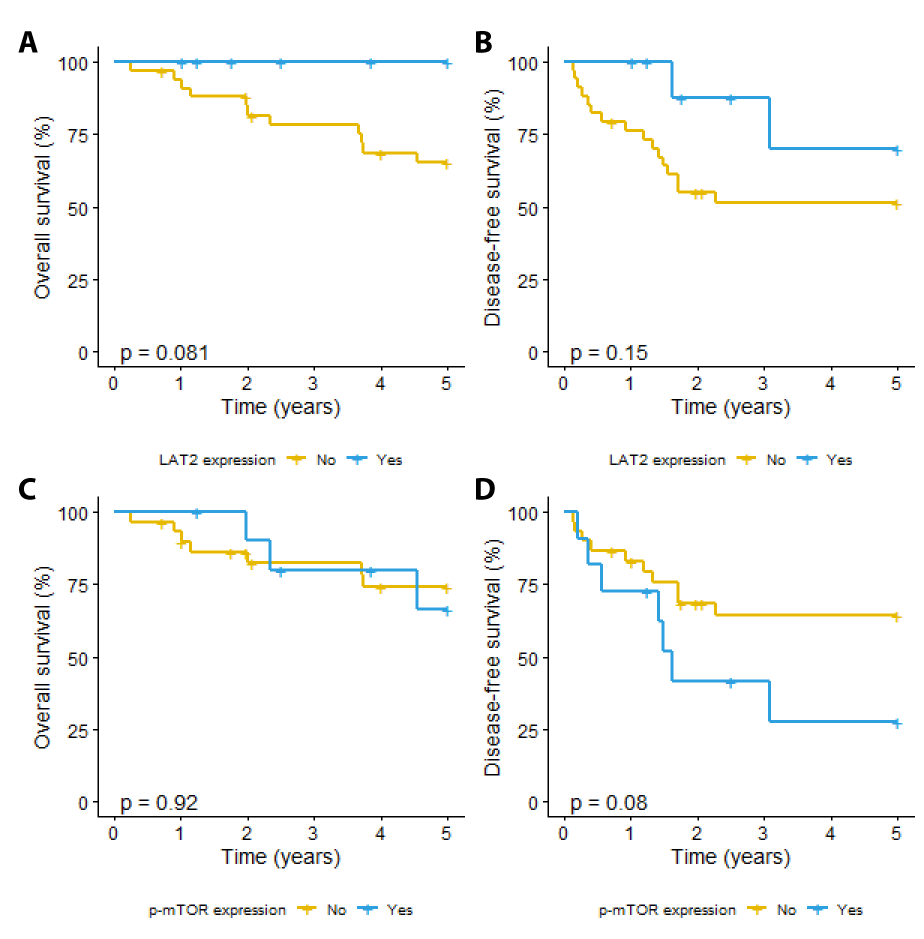 A
Overall survival (%)
100
75
50
25
0
p = 0.081
0 1 2 3 4 5
Time (years)
LAT2 expression No Yes
B
Disease-free survival (%)
100
75
50
25
0
p = 0.15
0 1 2 3 4 5
Time (years)
LAT2 expression No Yes
C
Overall survival (%)
100
75
50
25
0
p = 0.92
0 1 2 3 4 5
Time (years)
p-mTOR expression No Yes
D
Disease-free survival (%)
100
75
50
25
0
p = 0.08
0 1 2 3 4 5
Time (years)
p-mTOR expression No Yes